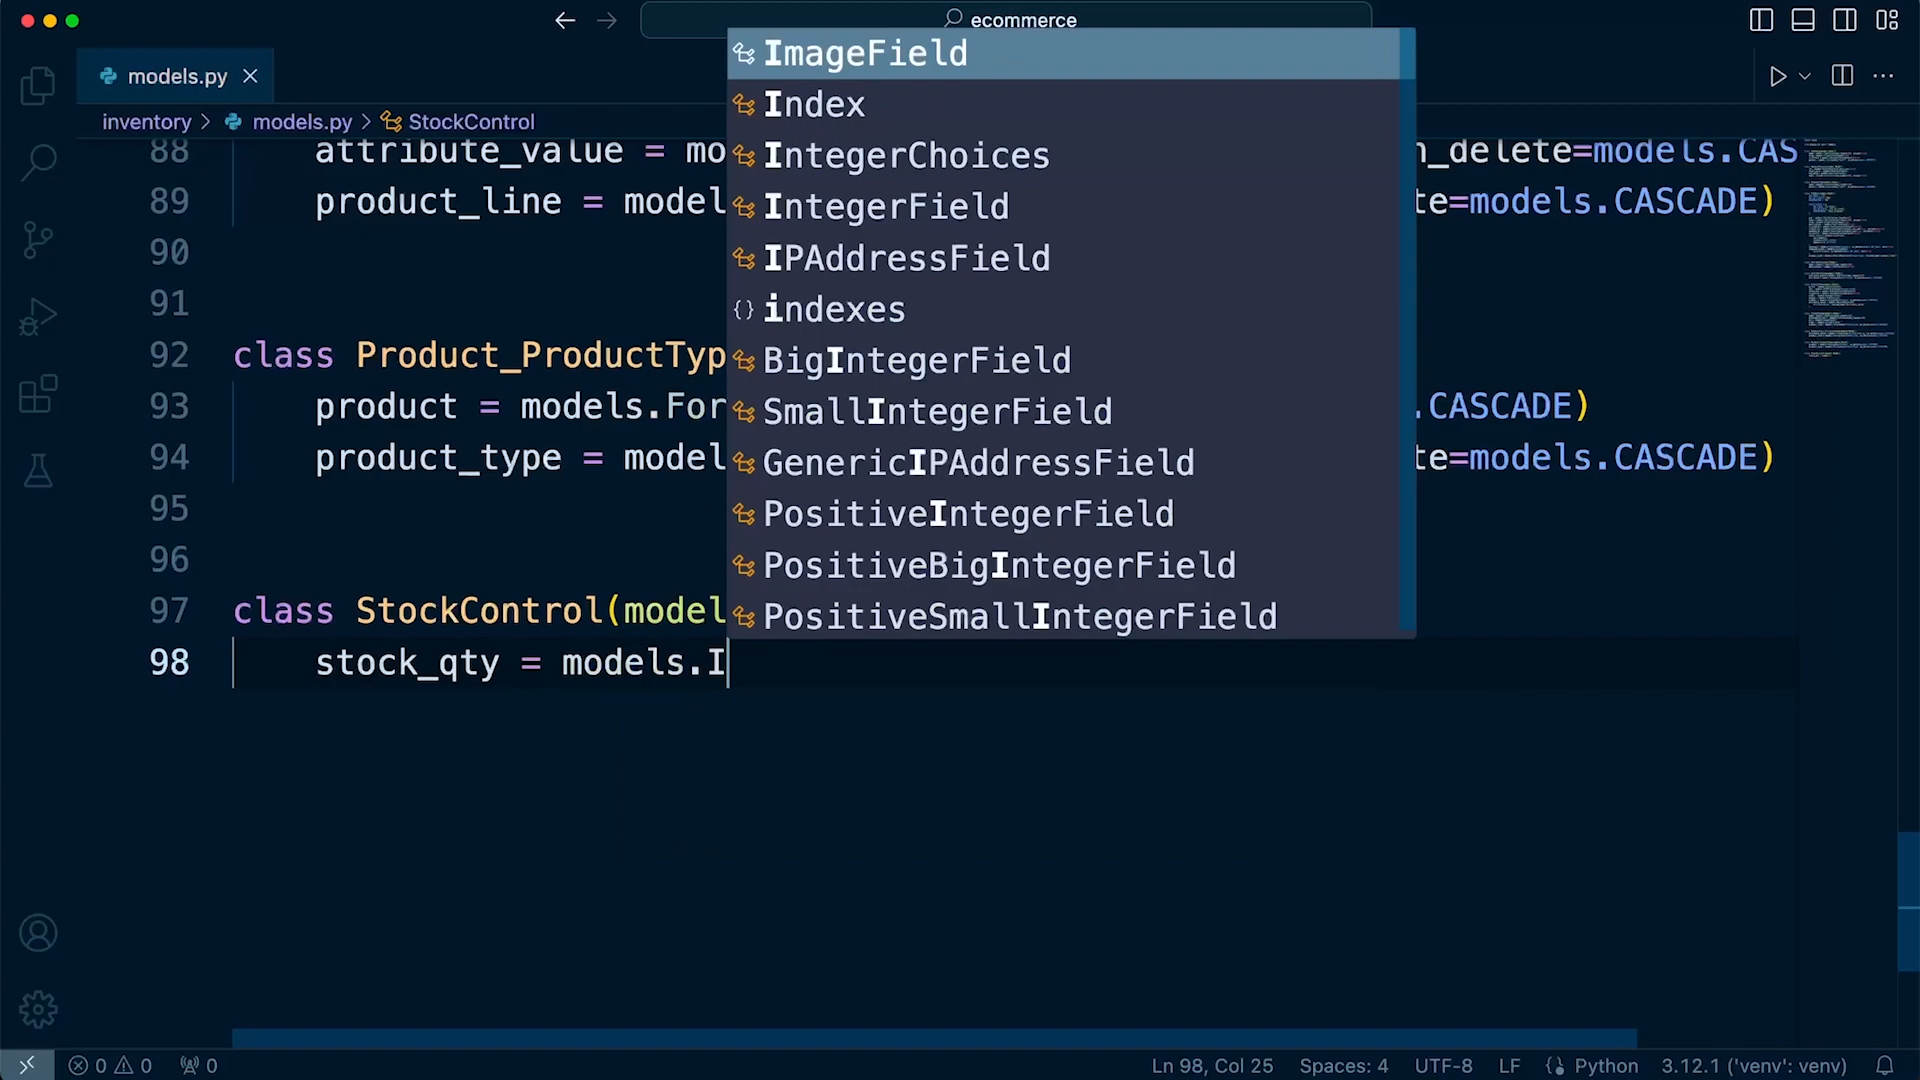 ecommerce
models.py
inventory > models.py > StockControl
88 attribute_value = mo n_delete=models.CAS
89 product_line = model te=models.CASCADE)
90
91
92 class Product_ProductTyp
93 product = models.For .CASCADE)
94 product_type = model te=models.CASCADE)
95
96
97 class StockControl(model
98 stock_qty = models.I
ImageField
Index
IntegerChoices
IntegerField
IPAddressField
indexes
BigIntegerField
SmallIntegerField
GenericIPAddressField
PositiveIntegerField
PositiveBigIntegerField
PositiveSmallIntegerField
0 0 0 Ln 98, Col 25 Spaces: 4 UTF-8 LF Python 3.12.1 ('venv': venv)